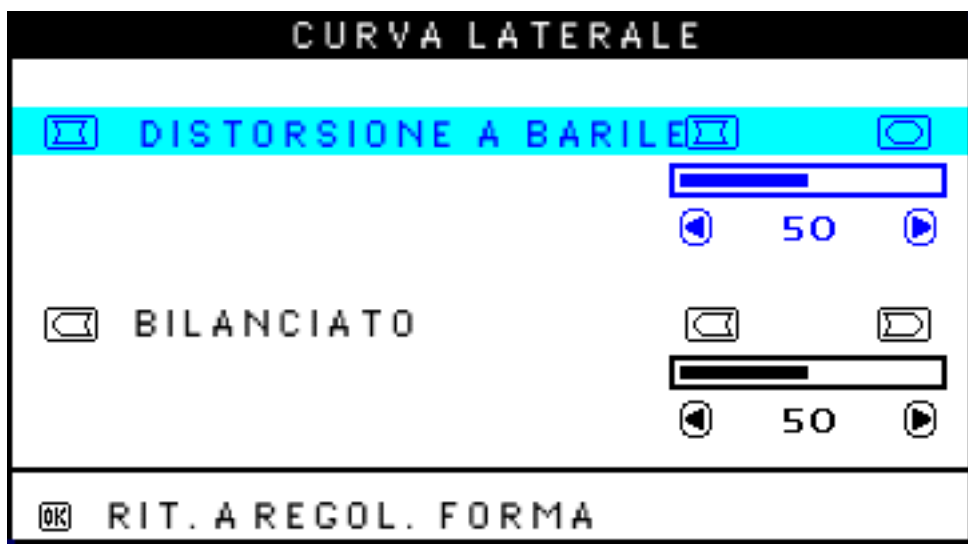 CURVA LATERALE
DISTORSIONE A BARILE
50
BILANCIATO
50
OK RIT. A REGOL. FORMA